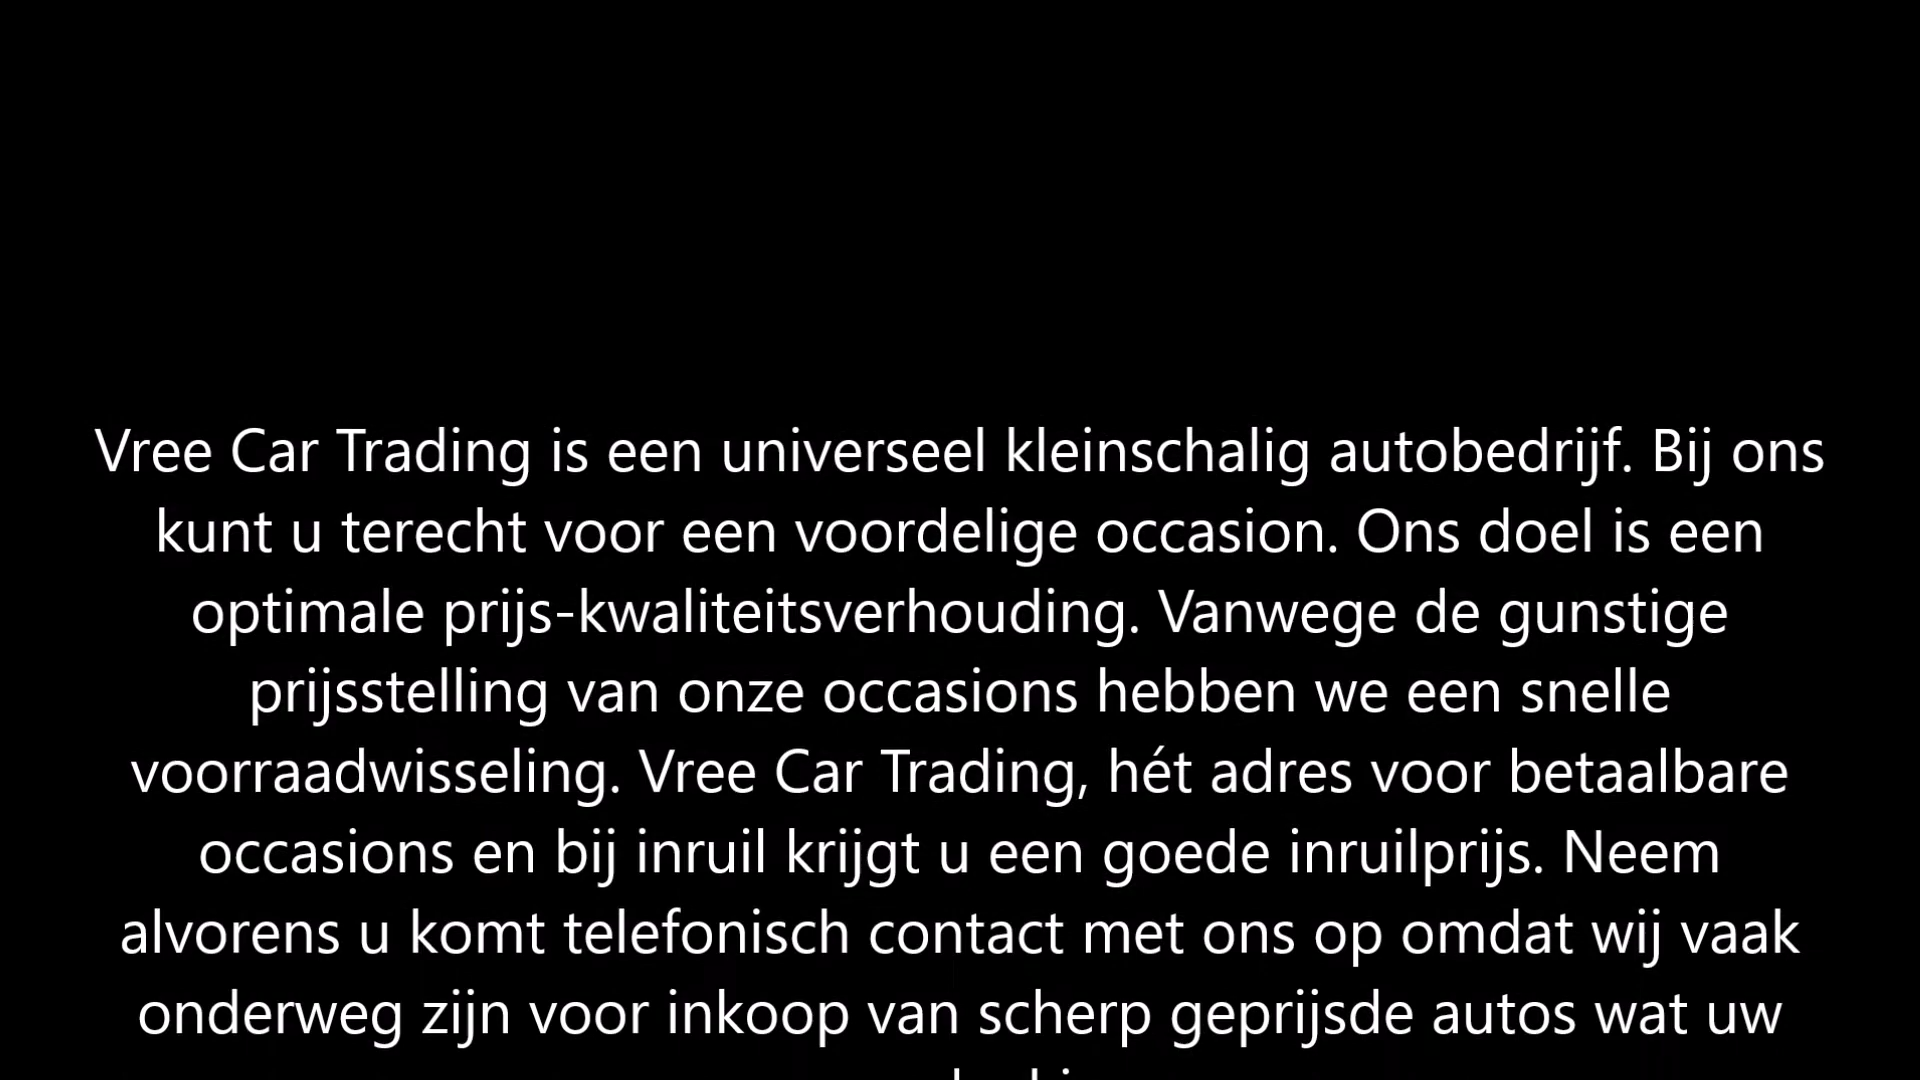 Vree Car Trading is een universeel kleinschalig autobedrijf. Bij ons
kunt u terecht voor een voordelige occasion. Ons doel is een
optimale prijs-kwaliteitsverhouding. Vanwege de gunstige
prijsstelling van onze occasions hebben we een snelle
voorraadwisseling. Vree Car Trading, hét adres voor betaalbare
occasions en bij inruil krijgt u een goede inruilprijs. Neem
alvorens u komt telefonisch contact met ons op omdat wij vaak
onderweg zijn voor inkoop van scherp geprijsde autos wat uw